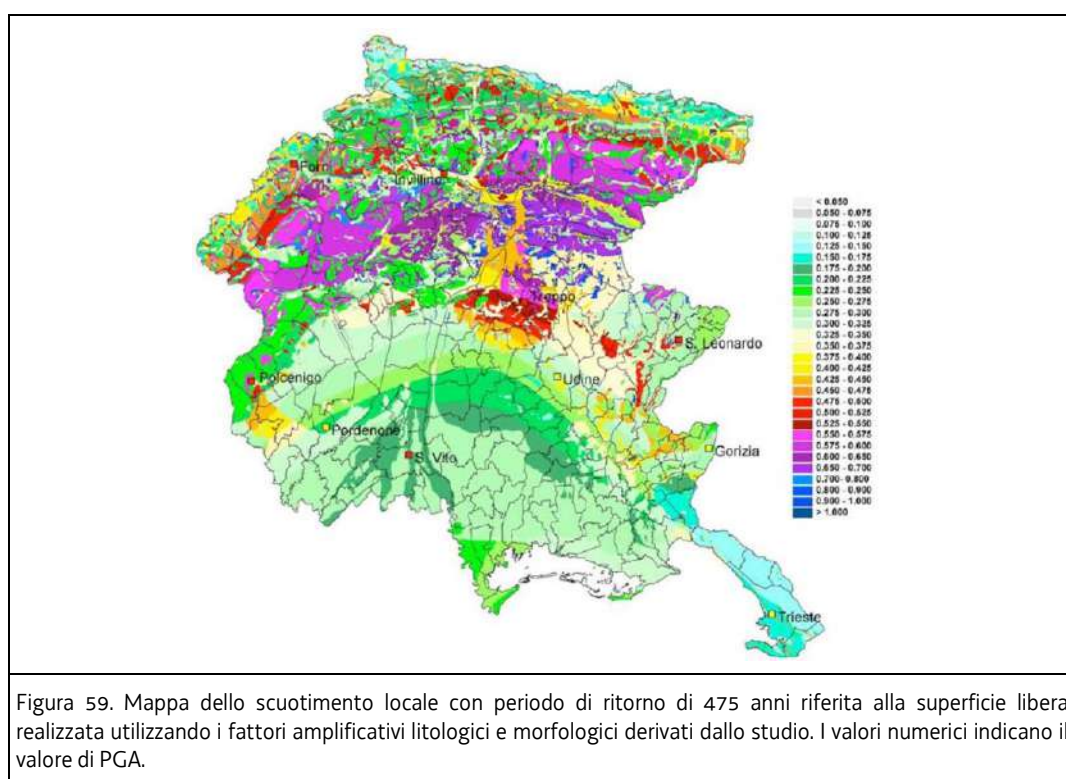 Forni
Invillino
Treppo
S. Leonardo
Udine
Polcenigo
Pordenone
S. Vito
Gorizia
Trieste
< 0.050
0.050 - 0.075
0.075 - 0.100
0.100 - 0.125
0.125 - 0.150
0.150 - 0.175
0.175 - 0.200
0.200 - 0.225
0.225 - 0.250
0.250 - 0.275
0.275 - 0.300
0.300 - 0.325
0.325 - 0.350
0.350 - 0.375
0.375 - 0.400
0.400 - 0.425
0.425 - 0.450
0.450 - 0.475
0.475 - 0.500
0.500 - 0.525
0.525 - 0.550
0.550 - 0.575
0.575 - 0.600
0.600 - 0.650
0.650 - 0.700
0.700 - 0.800
0.800 - 0.900
0.900 - 1.000
> 1.000
Figura 59. Mappa dello scuotimento locale con periodo di ritorno di 475 anni riferita alla superficie libera
realizzata utilizzando i fattori amplificativi litologici e morfologici derivati dallo studio. I valori numerici indicano il
valore di PGA.